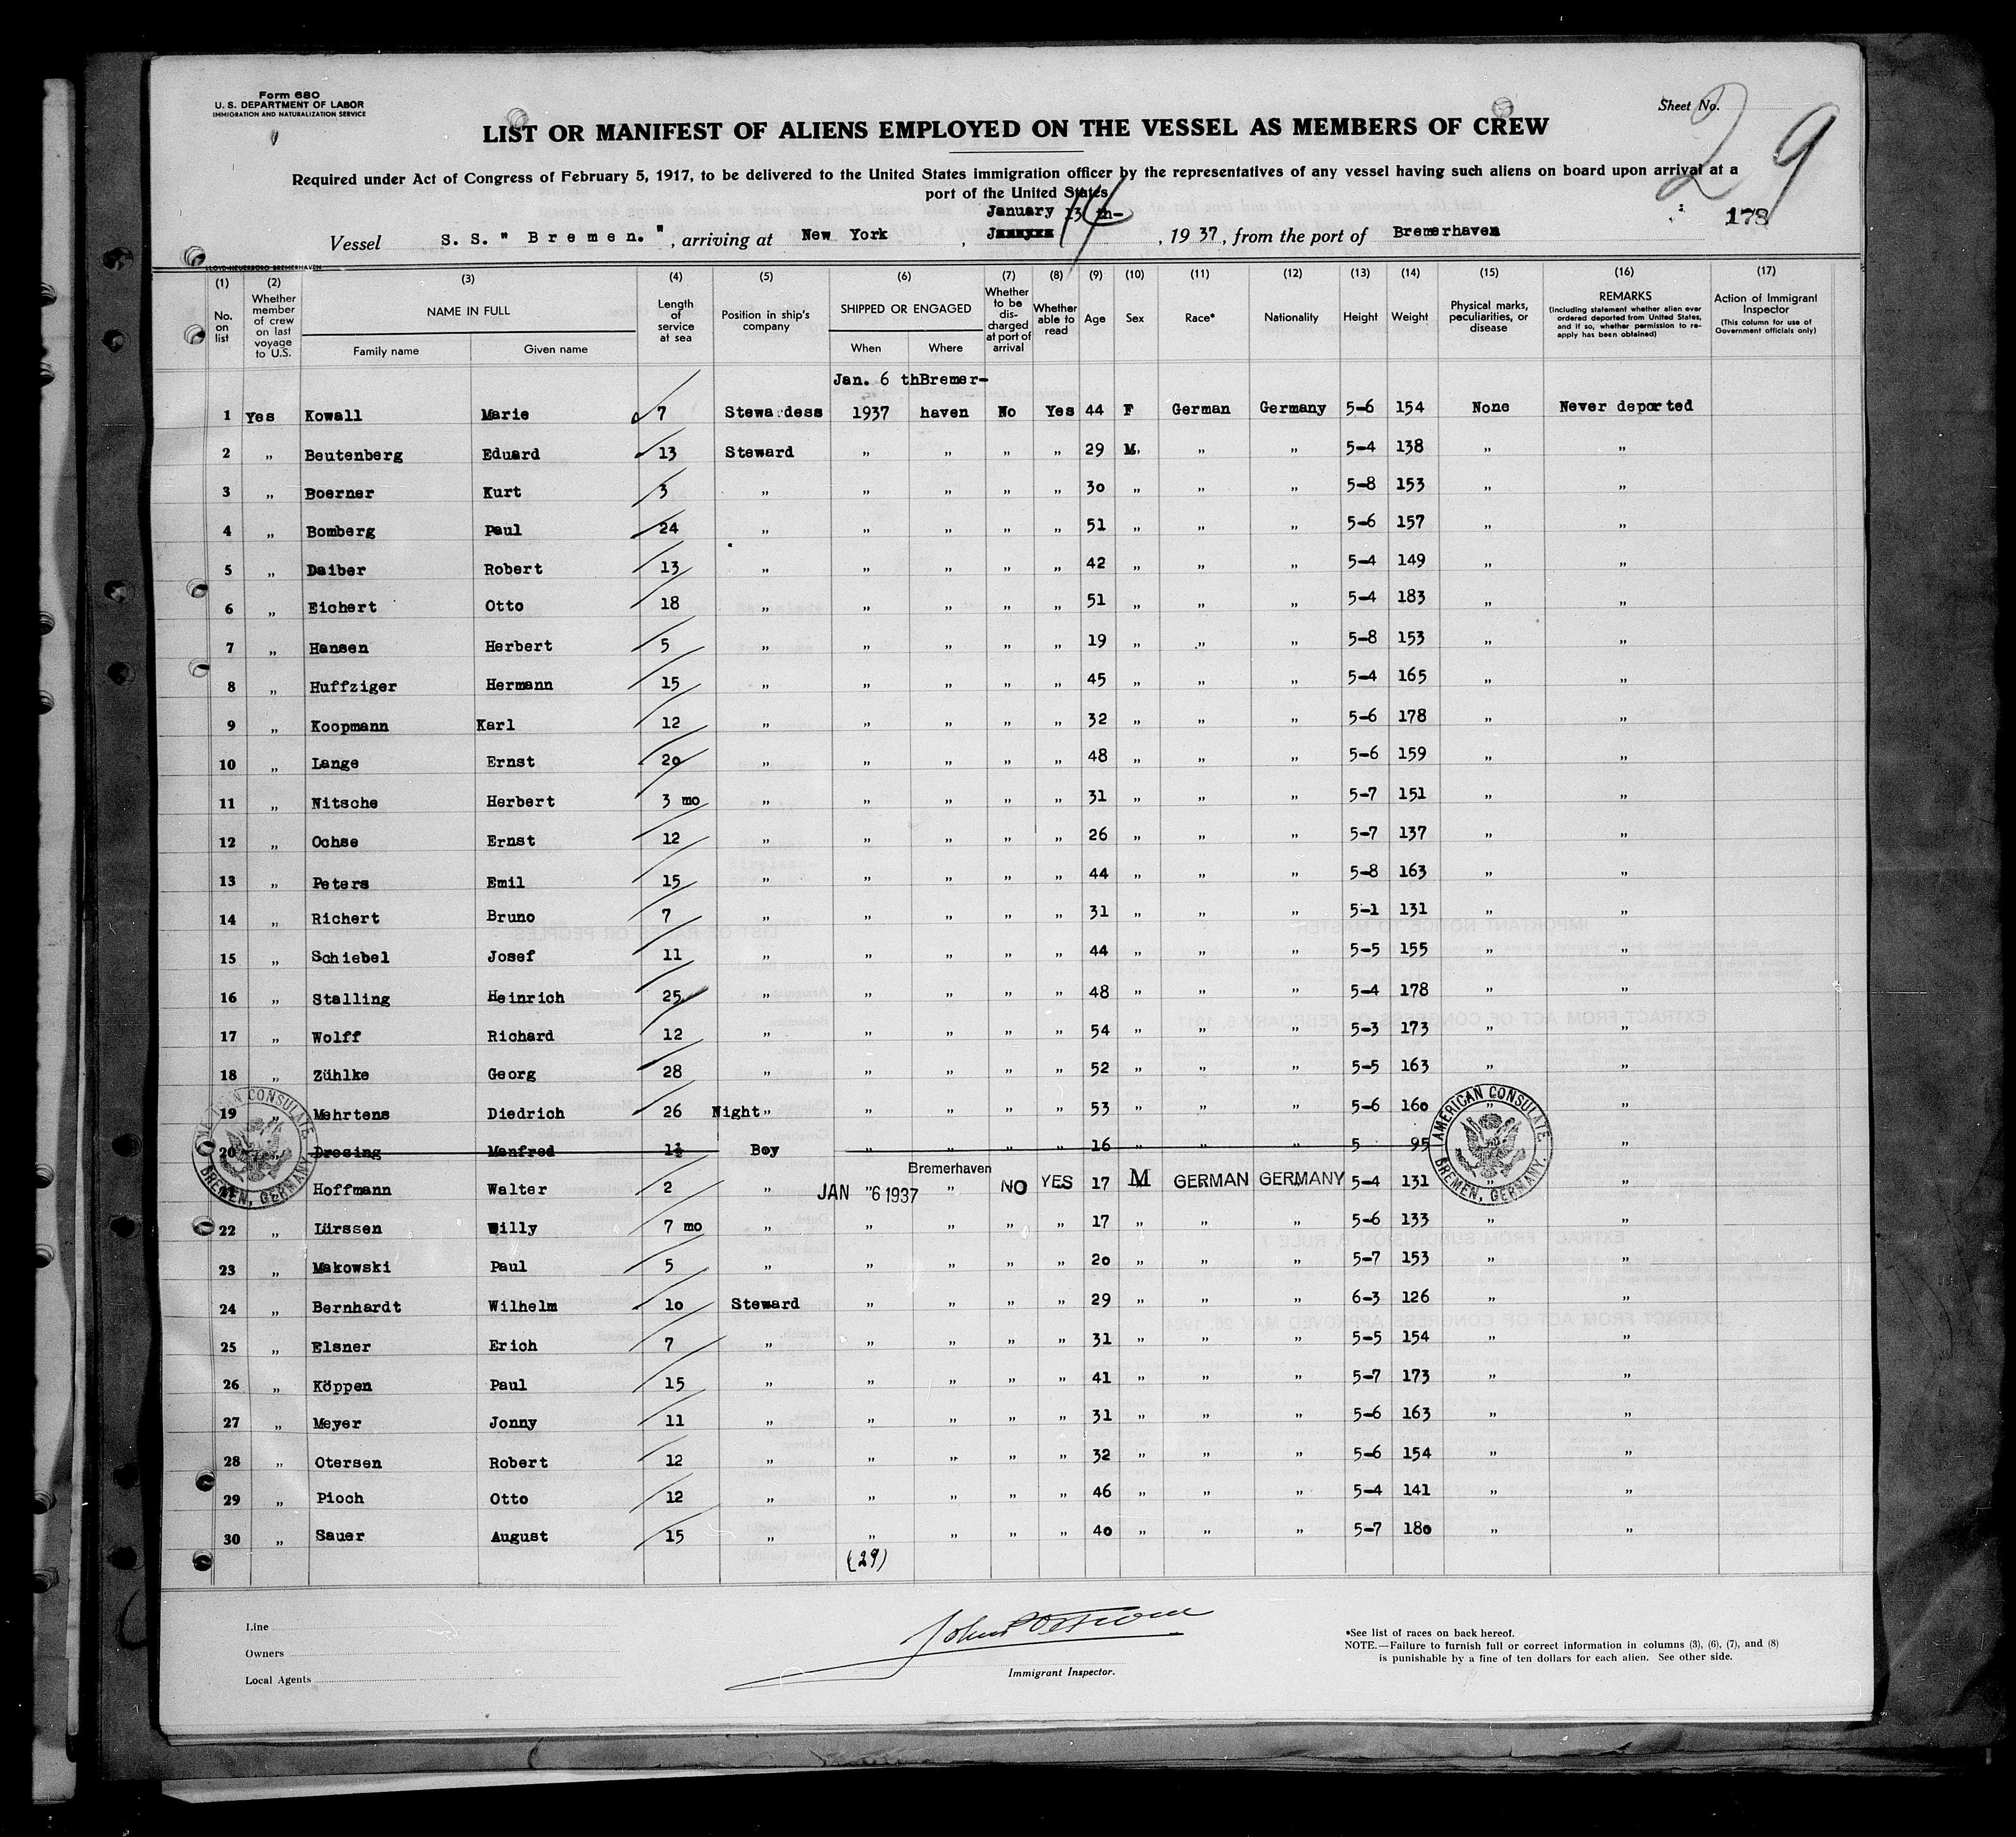 Form 680
U. S. DEPARTMENT OF LABOR
IMMIGRATION AND NATURALIZATION SERVICE
Sheet No.
29
LIST OR MANIFEST OF ALIENS EMPLOYED ON THE VESSEL AS MEMBERS OF CREW
Required under Act of Congress of February 5, 1917, to be delivered to the United States immigration officer by the representatives of any vessel having such aliens on board upon arrival at a
port of the United States
January 13 th-
14
178
Vessel S. S. " Bremen. ", arriving at New York, , 1937, from the port of Bremerhaven
LLOYD-HEUERBÜRO BREMERHAVEN
(1) (2) (3) (4) (5) (6) (7) (8) (9) (10) (11) (12) (13) (14) (15) (16) (17)
No. on list
Whether member of crew on last voyage to U.S.
NAME IN FULL
Family name Given name
Length of service at sea
Position in ship's company
SHIPPED OR ENGAGED
When Where
Whether to be discharged at port of arrival
Whether able to read
Age
Sex
Race*
Nationality
Height
Weight
Physical marks, peculiarities, or disease
REMARKS
(Including statement whether alien ever ordered deported from United States, and if so, whether permission to reapply has been obtained)
Action of Immigrant Inspector
(This column for use of Government officials only)
Jan. 6 th Bremer-
1 Yes Kowall Marie 7 Stewardess 1937 haven No Yes 44 F German Germany 5-6 154 None Never deported
2 „ Beutenberg Eduard 13 Steward „ „ „ „ 29 M. „ „ 5-4 138 „ „
3 „ Boerner Kurt 3 „ „ „ „ „ 30 „ „ „ 5-8 153 „ „
4 „ Bomberg Paul 24 „ „ „ „ „ 51 „ „ „ 5-6 157 „ „
5 „ Daiber Robert 13 „ „ „ „ „ 42 „ „ „ 5-4 149 „ „
6 „ Eichert Otto 18 „ „ „ „ „ 51 „ „ „ 5-4 183 „ „
7 „ Hansen Herbert 5 „ „ „ „ „ 19 „ „ „ 5-8 153 „ „
8 „ Huffziger Hermann 15 „ „ „ „ „ 45 „ „ „ 5-4 165 „ „
9 „ Koopmann Karl 12 „ „ „ „ „ 32 „ „ „ 5-6 178 „ „
10 „ Lange Ernst 20 „ „ „ „ „ 48 „ „ „ 5-6 159 „ „
11 „ Nitsche Herbert 3 mo „ „ „ „ „ 31 „ „ „ 5-7 151 „ „
12 „ Ochse Ernst 12 „ „ „ „ „ 26 „ „ „ 5-7 137 „ „
13 „ Peters Emil 15 „ „ „ „ „ 44 „ „ „ 5-8 163 „ „
14 „ Richert Bruno 7 „ „ „ „ „ 31 „ „ „ 5-1 131 „ „
15 „ Schiebel Josef 11 „ „ „ „ „ 44 „ „ „ 5-5 155 „ „
16 „ Stalling Heinrich 25 „ „ „ „ „ 48 „ „ „ 5-4 178 „ „
17 „ Wolff Richard 12 „ „ „ „ „ 54 „ „ „ 5-3 173 „ „
18 „ Zühlke Georg 28 „ „ „ „ „ 52 „ „ „ 5-5 163 „ „
19 „ Mehrtens Diedrich 26 Night „ „ „ „ „ 53 „ „ „ 5-6 160 „ „
20 „ Dresing Manfred 1½ Boy „ „ „ „ 16 „ „ „ 5 95 „
Bremerhaven
Hoffmann Walter 2 „ JAN 6 1937 „ NO YES 17 M GERMAN GERMANY 5-4 131 „ „
22 „ Lürssen Willy 7 mo „ „ „ „ „ 17 „ „ „ 5-6 133 „ „
23 „ Makowski Paul 5 „ „ „ „ „ 20 „ „ „ 5-7 153 „ „
24 „ Bernhardt Wilhelm 10 Steward „ „ „ „ 29 „ „ „ 6-3 126 „ „
25 „ Elsner Erich 7 „ „ „ „ „ 31 „ „ „ 5-5 154 „ „
26 „ Köppen Paul 15 „ „ „ „ „ 41 „ „ „ 5-7 173 „ „
27 „ Meyer Jonny 11 „ „ „ „ „ 31 „ „ „ 5-6 163 „ „
28 „ Otersen Robert 12 „ „ „ „ „ 32 „ „ „ 5-6 154 „ „
29 „ Pioch Otto 12 „ „ „ „ „ 46 „ „ „ 5-4 141 „ „
30 „ Sauer August 15 „ „ „ „ „ 40 „ „ „ 5-7 180 „ „
(29)
AMERICAN CONSULATE
BREMEN, GERMANY.
AMERICAN CONSULATE
BREMEN, GERMANY.
Line
Owners
Local Agents
Immigrant Inspector.
*See list of races on back hereof.
NOTE.—Failure to furnish full or correct information in columns (3), (6), (7), and (8)
is punishable by a fine of ten dollars for each alien. See other side.